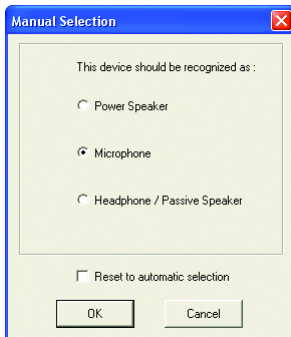 Manual Selection
This device should be recognized as :
Power Speaker
Microphone
Headphone / Passive Speaker
Reset to automatic selection
OK
Cancel